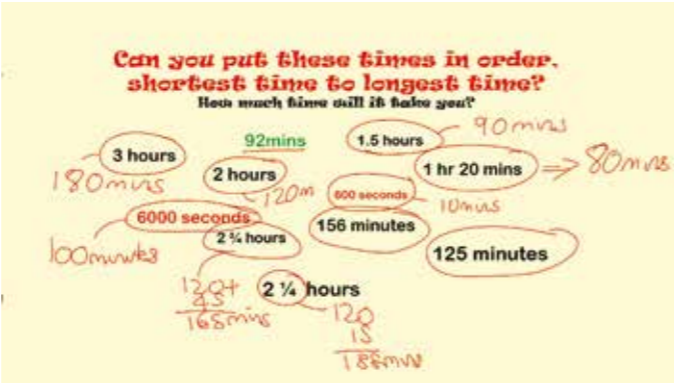 Can you put these times in order,
shortest time to longest time?
How much time will it take you?
3 hours
180mins
92mins
2 hours
120m
1.5 hours
90mins
1 hr 20 mins
80mins
600 seconds
10mins
6000 seconds
100minutes
2 ¾ hours
120+
45
165mins
156 minutes
125 minutes
2 ¼ hours
120
15
135mins